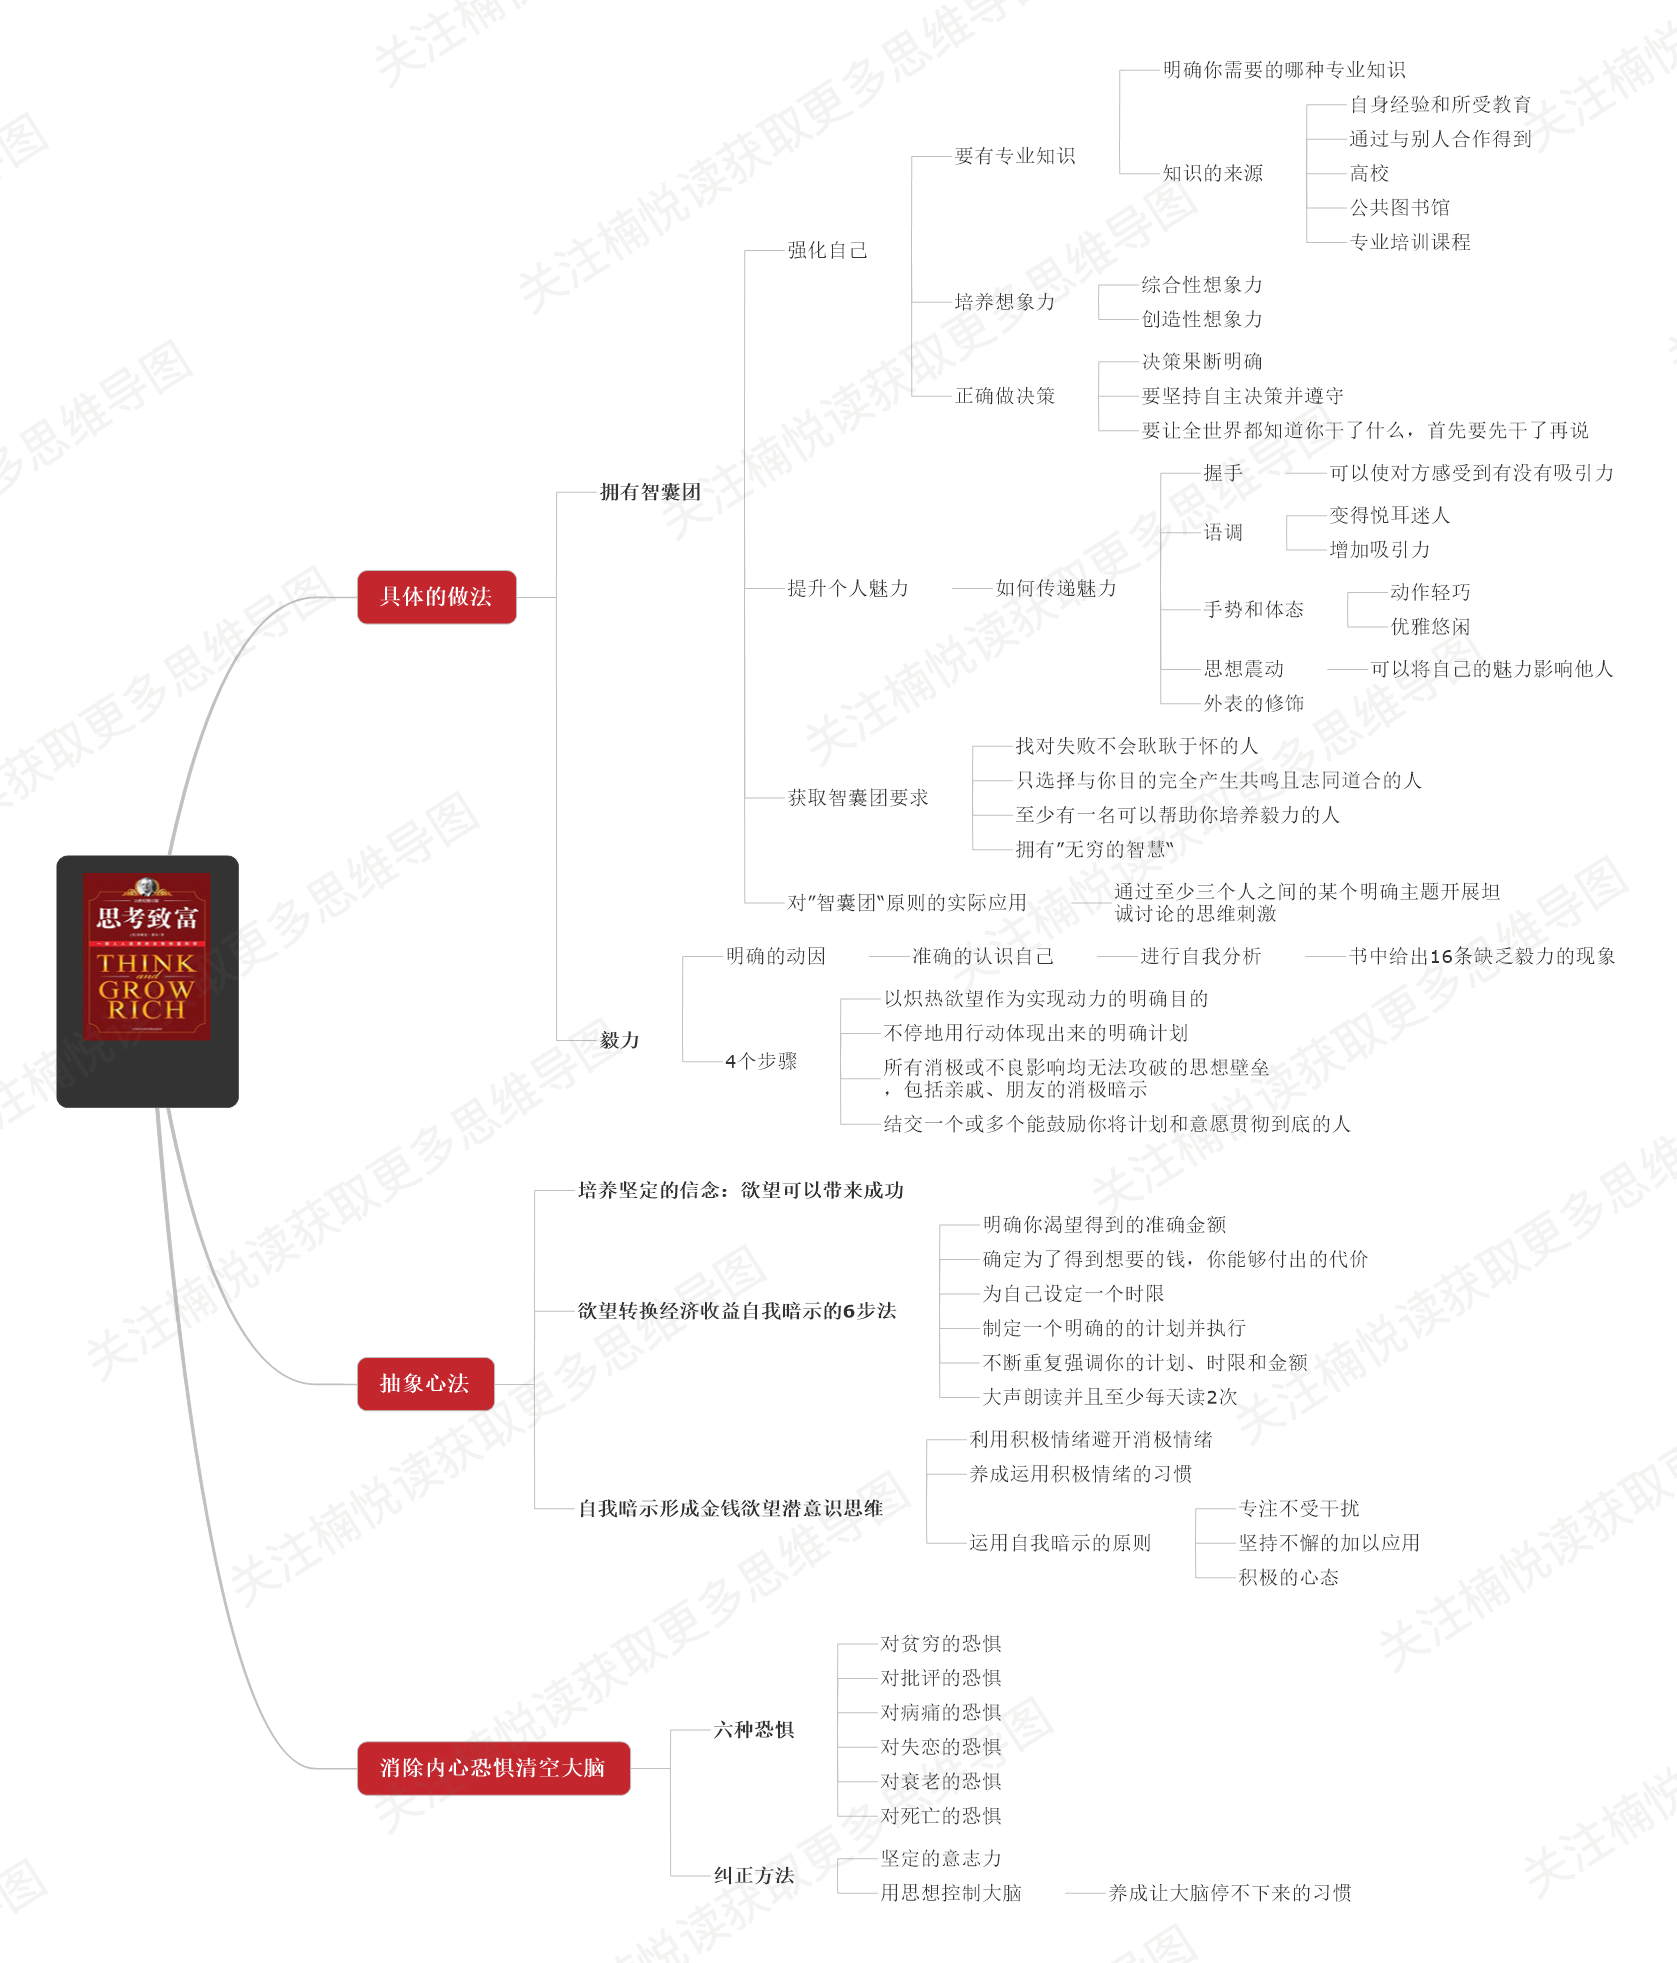 明确你需要的哪种专业知识
自身经验和所受教育
通过与别人合作得到
要有专业知识
知识的来源
高校
公共图书馆
专业培训课程
强化自己
综合性想象力
培养想象力
创造性想象力
决策果断明确
正确做决策
要坚持自主决策并遵守
要让全世界都知道你干了什么，首先要先干了再说
拥有智囊团
握手
可以使对方感受到有没有吸引力
变得悦耳迷人
语调
增加吸引力
具体的做法
提升个人魅力
如何传递魅力
动作轻巧
手势和体态
优雅悠闲
思想震动
可以将自己的魅力影响他人
外表的修饰
找对失败不会耿耿于怀的人
只选择与你目的完全产生共鸣且志同道合的人
获取智囊团要求
至少有一名可以帮助你培养毅力的人
拥有”无穷的智慧“
对”智囊团“原则的实际应用
通过至少三个人之间的某个明确主题开展坦
诚讨论的思维刺激
思考致富
THINK
and
GROW
RICH
明确的动因
准确的认识自己
进行自我分析
书中给出16条缺乏毅力的现象
毅力
以炽热欲望作为实现动力的明确目的
不停地用行动体现出来的明确计划
4个步骤
所有消极或不良影响均无法攻破的思想壁垒
，包括亲戚、朋友的消极暗示
结交一个或多个能鼓励你将计划和意愿贯彻到底的人
培养坚定的信念：欲望可以带来成功
明确你渴望得到的准确金额
确定为了得到想要的钱，你能够付出的代价
为自己设定一个时限
欲望转换经济收益自我暗示的6步法
制定一个明确的的计划并执行
不断重复强调你的计划、时限和金额
大声朗读并且至少每天读2次
抽象心法
利用积极情绪避开消极情绪
养成运用积极情绪的习惯
自我暗示形成金钱欲望潜意识思维
专注不受干扰
运用自我暗示的原则
坚持不懈的加以应用
积极的心态
对贫穷的恐惧
对批评的恐惧
对病痛的恐惧
六种恐惧
对失恋的恐惧
对衰老的恐惧
对死亡的恐惧
消除内心恐惧清空大脑
坚定的意志力
纠正方法
用思想控制大脑
养成让大脑停不下来的习惯
关注楠悦读获取更多思维导图